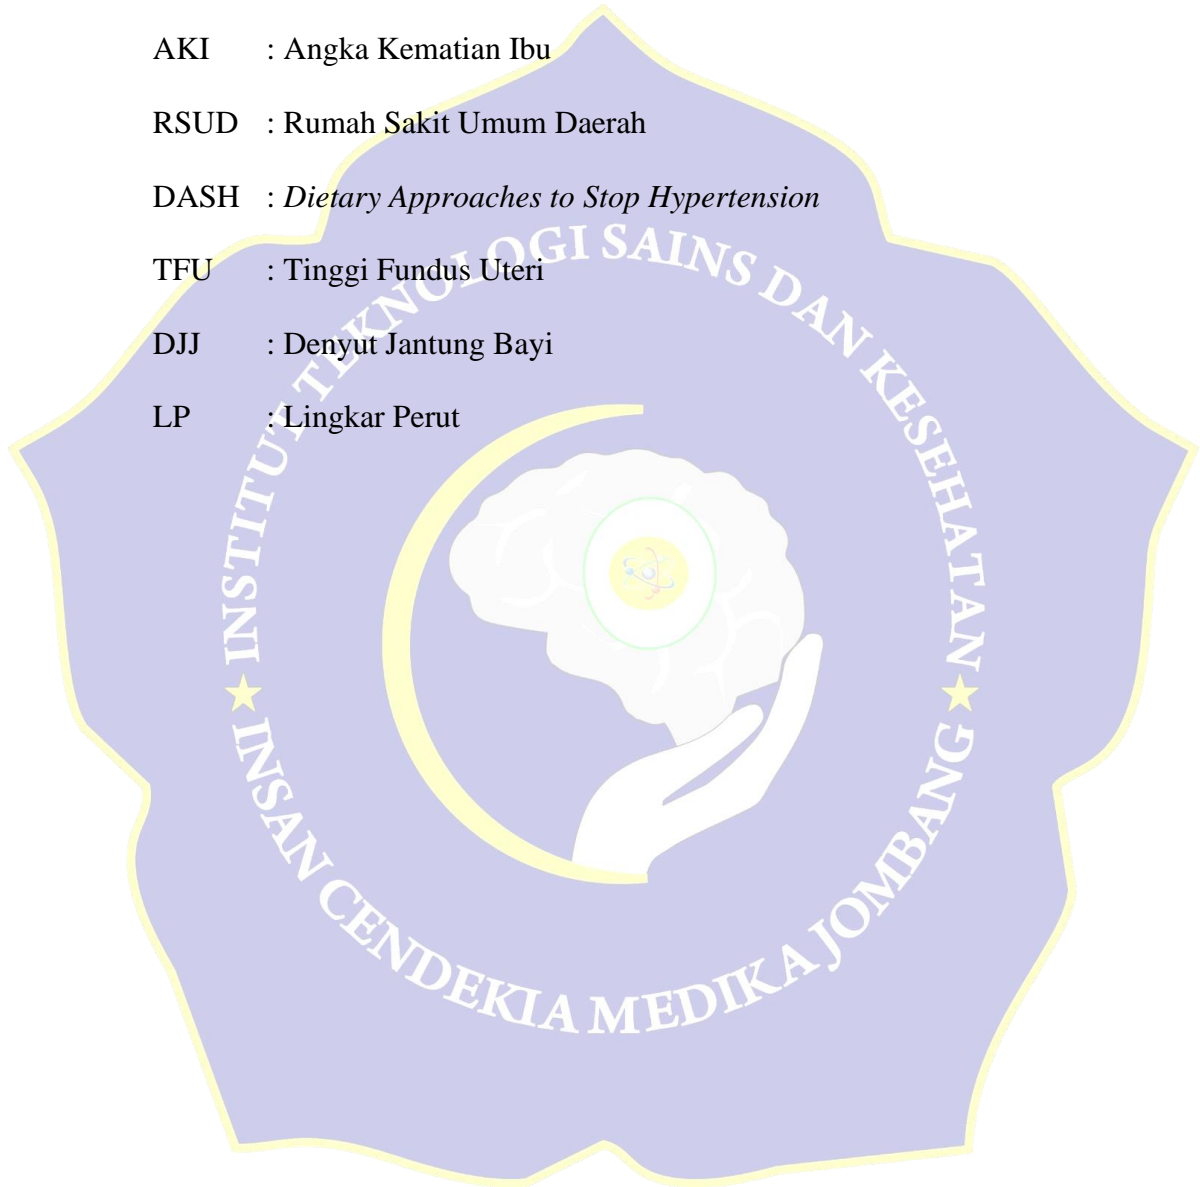 AKI : Angka Kematian Ibu
RSUD : Rumah Sakit Umum Daerah
DASH : Dietary Approaches to Stop Hypertension
TFU : Tinggi Fundus Uteri
DJJ : Denyut Jantung Bayi
LP : Lingkar Perut
INSTITUT TEKNOLOGI SAINS DAN KESEHATAN
INSAN CENDEKIA MEDIKA JOMBANG